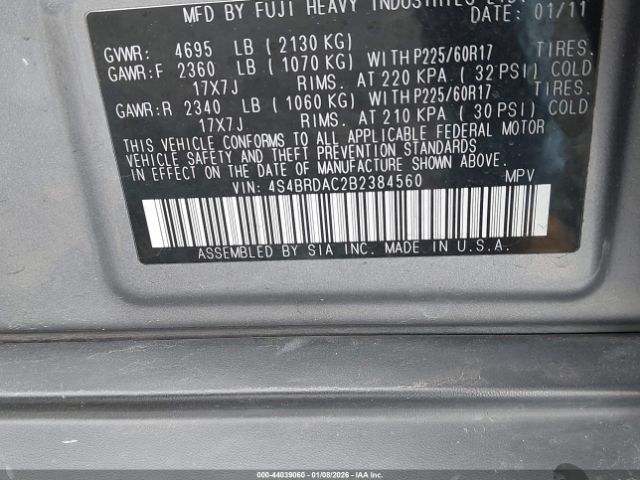 MFD BY FUJI HEAVY INDUSTRIES LTD.
DATE: 01/11
GVWR: 4695 LB ( 2130 KG)
GAWR:F 2360 LB ( 1070 KG) WITH P225/60R17 TIRES.
17X7J RIMS. AT 220 KPA ( 32 PSI) COLD
GAWR:R 2340 LB ( 1060 KG) WITH P225/60R17 TIRES.
17X7J RIMS. AT 210 KPA ( 30 PSI) COLD
THIS VEHICLE CONFORMS TO ALL APPLICABLE FEDERAL MOTOR
VEHICLE SAFETY AND THEFT PREVENTION STANDARDS
IN EFFECT ON THE DATE OF MANUFACTURE SHOWN ABOVE.
VIN: 4S4BRDAC2B2384560 MPV
ASSEMBLED BY SIA INC. MADE IN U.S.A.
000-44039060 - 01/08/2026 - IAAI.COM